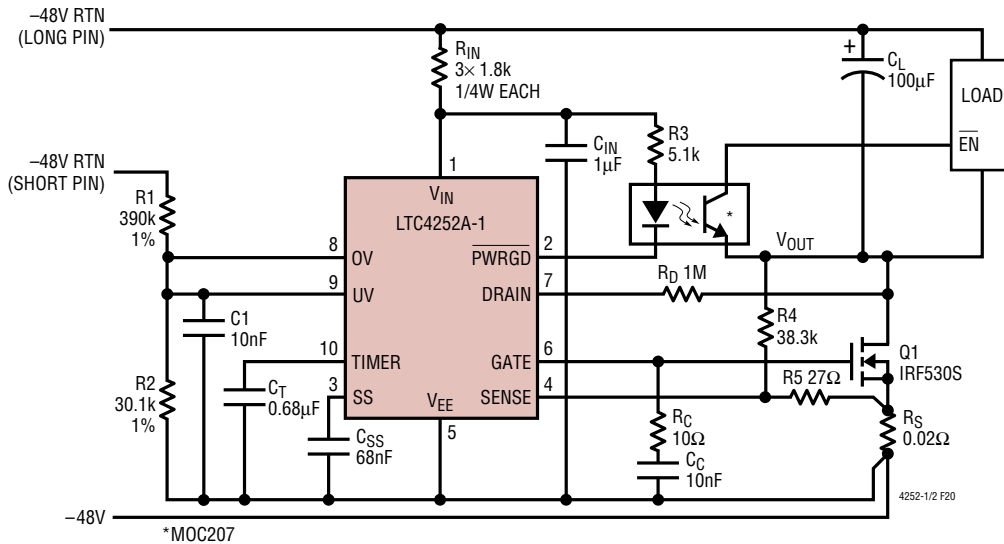 –48V RTN
(LONG PIN)
RIN
3× 1.8k
1/4W EACH
+
CL
100µF
LOAD
EN
CIN
1µF
R3
5.1k
–48V RTN
(SHORT PIN)
R1
390k
1%
1
VIN
LTC4252A-1
*
8
OV
PWRGD
2
VOUT
9
UV
DRAIN
7
RD 1M
C1
10nF
R4
38.3k
10
TIMER
GATE
6
Q1
IRF530S
R2
30.1k
1%
CT
0.68µF
3
SS
VEE
SENSE
4
R5 27Ω
5
CSS
68nF
RC
10Ω
CC
10nF
RS
0.02Ω
4252-1/2 F20
–48V
*MOC207